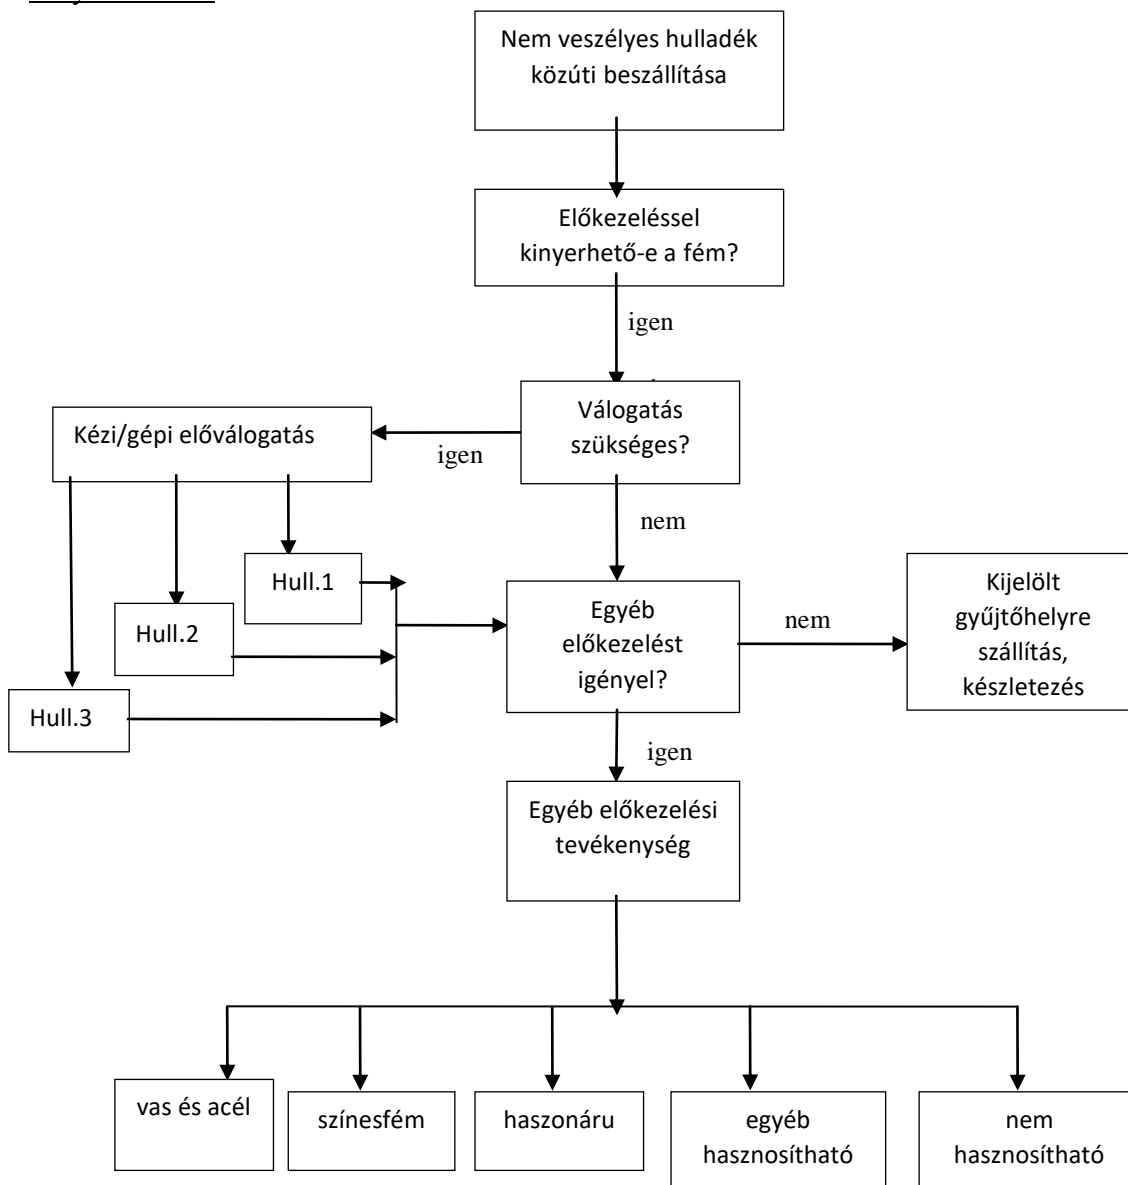 Nem veszélyes hulladék
közúti beszállítása
Előkezeléssel
kinyerhető-e a fém?
igen
Válogatás
szükséges?
Kézi/gépi előválogatás
igen
nem
Hull.1
Hull.2
Hull.3
Egyéb
előkezelést
igényel?
nem
Kijelölt
gyűjtőhelyre
szállítás,
készletezés
igen
Egyéb előkezelési
tevékenység
vas és acél
színesfém
haszonáru
egyéb
hasznosítható
nem
hasznosítható